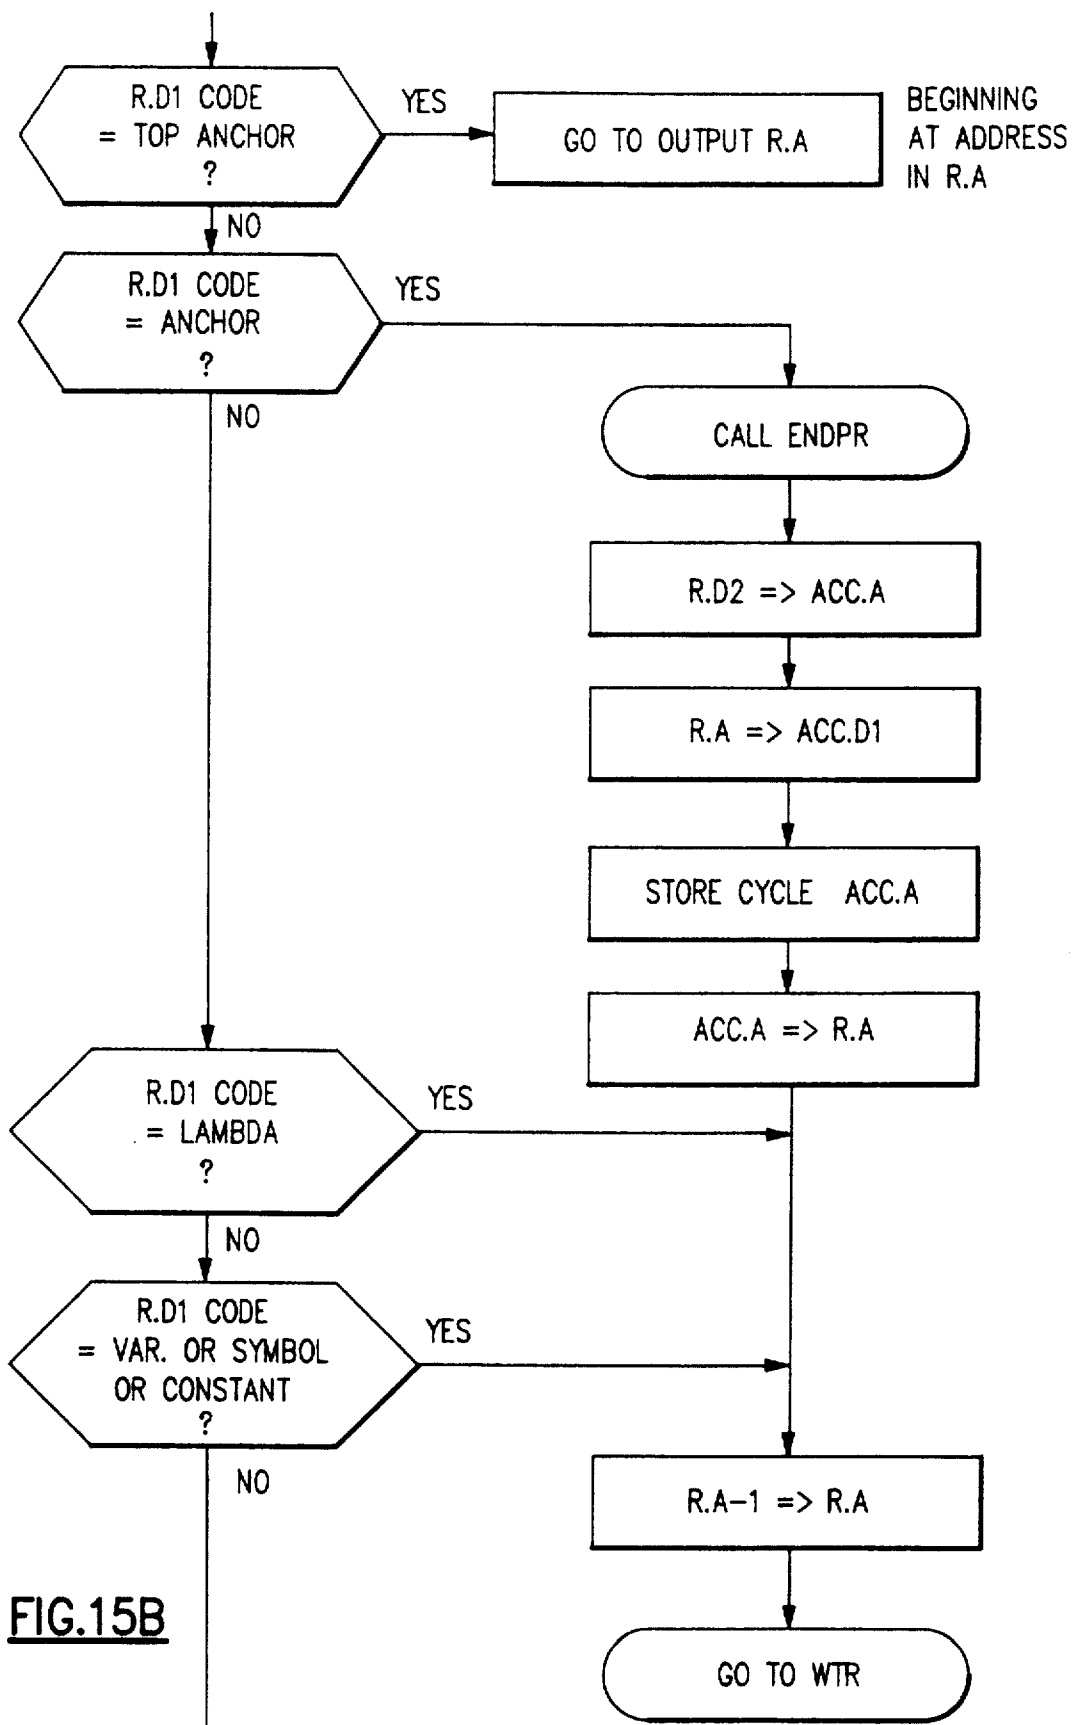 R.D1 CODE
= TOP ANCHOR
?
YES
GO TO OUTPUT R.A
BEGINNING
AT ADDRESS
IN R.A
NO
R.D1 CODE
= ANCHOR
?
YES
NO
CALL ENDPR
R.D2 => ACC.A
R.A => ACC.D1
STORE CYCLE ACC.A
ACC.A => R.A
R.D1 CODE
= LAMBDA
?
YES
NO
R.D1 CODE
= VAR. OR SYMBOL
OR CONSTANT
?
YES
NO
R.A-1 => R.A
GO TO WTR
FIG.15B